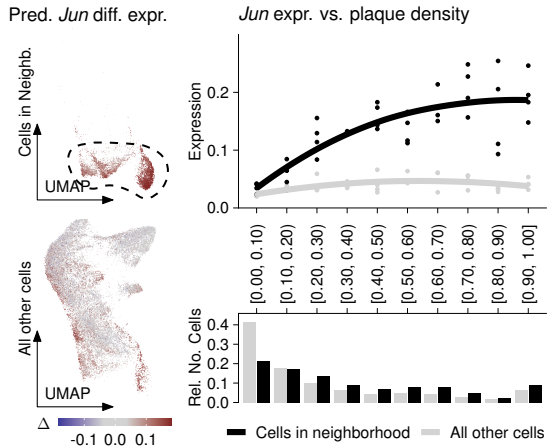 Pred. Jun diff. expr.
Cells in Neighb.
UMAP
All other cells
UMAP
Δ
-0.1 0.0 0.1
Jun expr. vs. plaque density
Expression
0.2
0.1
0.0
[0.00, 0.10)
[0.10, 0.20)
[0.20, 0.30)
[0.30, 0.40)
[0.40, 0.50)
[0.50, 0.60)
[0.60, 0.70)
[0.70, 0.80)
[0.80, 0.90)
[0.90, 1.00]
Rel. No. Cells
0.4
0.3
0.2
0.1
0.0
Cells in neighborhood
All other cells